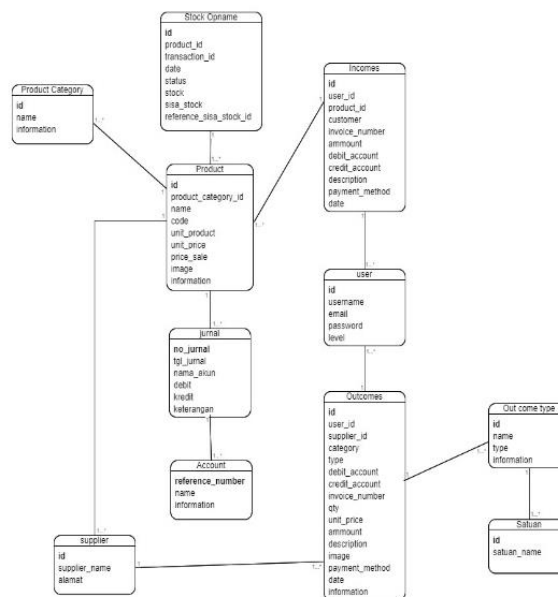 Stock Opname
id
product_id
transaction_id
date
status
stock
sisa_stock
reference_sisa_stock_id
Product Category
id
name
information
Incomes
id
user_id
product_id
customer
invoice_number
ammount
debit_account
credit_account
description
payment_method
date
Product
id
product_category_id
name
code
unit_product
unit_price
price_sale
image
information
user
id
username
email
password
level
jurnal
no_jurnal
tgl_jurnal
nama_akun
debit
kredit
keterangan
Outcomes
id
user_id
supplier_id
category
type
debit_account
credit_account
invoice_number
qty
unit_price
ammount
description
image
payment_method
date
information
Out come type
id
name
type
information
Account
reference_number
name
information
Satuan
id
satuan_name
supplier
id
supplier_name
alamat